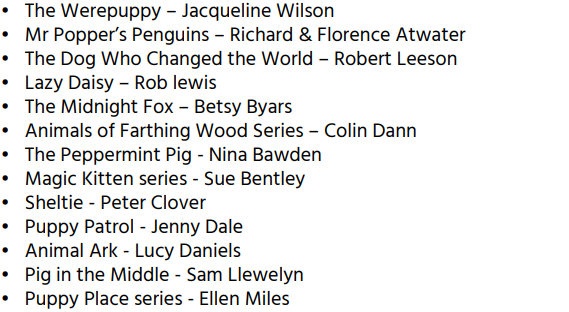 • The Werepuppy – Jacqueline Wilson
• Mr Popper’s Penguins – Richard & Florence Atwater
• The Dog Who Changed the World – Robert Leeson
• Lazy Daisy – Rob lewis
• The Midnight Fox – Betsy Byars
• Animals of Farthing Wood Series – Colin Dann
• The Peppermint Pig - Nina Bawden
• Magic Kitten series - Sue Bentley
• Sheltie - Peter Clover
• Puppy Patrol - Jenny Dale
• Animal Ark - Lucy Daniels
• Pig in the Middle - Sam Llewelyn
• Puppy Place series - Ellen Miles